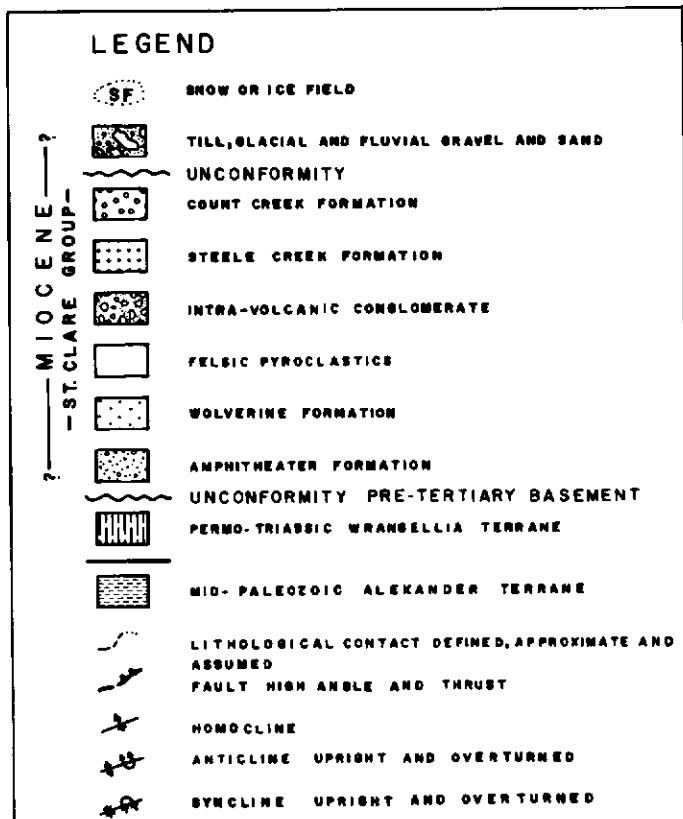 LEGEND
SF SNOW OR ICE FIELD
TILL, GLACIAL AND FLUVIAL GRAVEL AND SAND
UNCONFORMITY
COUNT CREEK FORMATION
STEELE CREEK FORMATION
INTRA-VOLCANIC CONGLOMERATE
FELSIC PYROCLASTICS
WOLVERINE FORMATION
AMPHITHEATER FORMATION
? — MIOCENE — ?
— ST. CLARE GROUP —
UNCONFORMITY PRE-TERTIARY BASEMENT
PERMO-TRIASSIC WRANGELLIA TERRANE
MID-PALEOZOIC ALEXANDER TERRANE
LITHOLOGICAL CONTACT DEFINED, APPROXIMATE AND
ASSUMED
FAULT HIGH ANGLE AND THRUST
HOMOCLINE
ANTICLINE UPRIGHT AND OVERTURNED
SYNCLINE UPRIGHT AND OVERTURNED